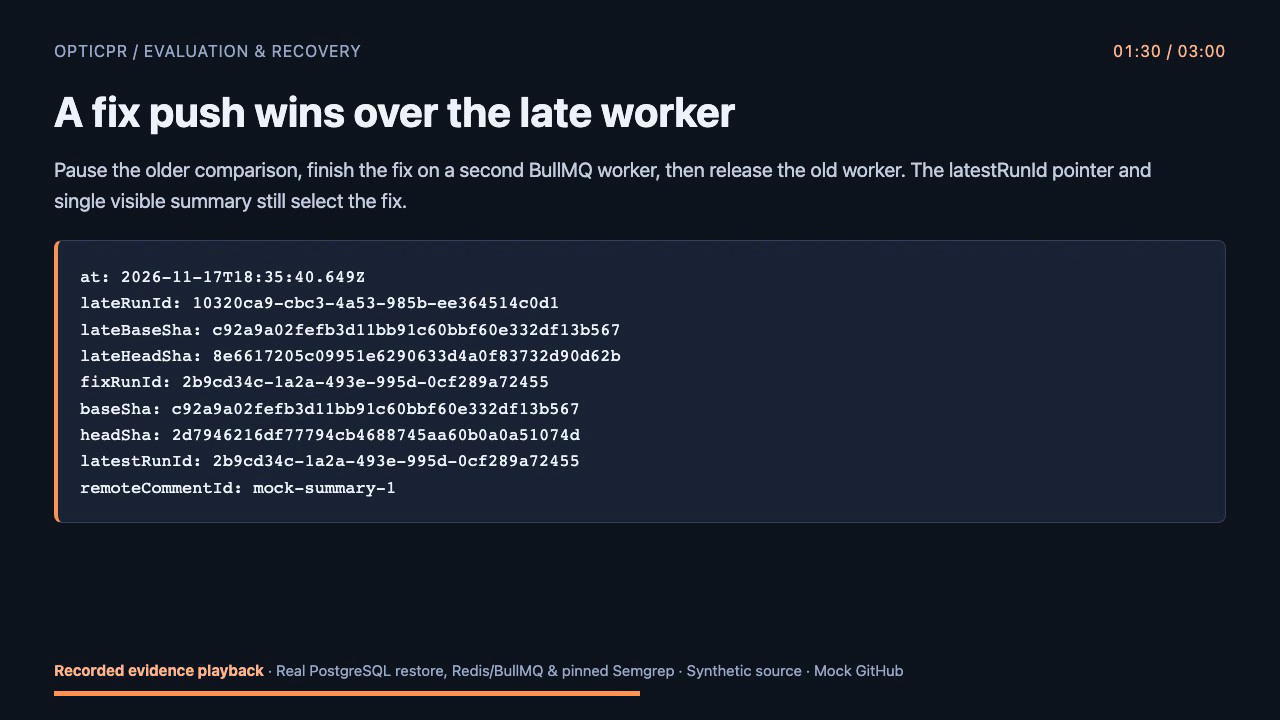 OPTICPR / EVALUATION & RECOVERY
01:30 / 03:00
A fix push wins over the late worker
Pause the older comparison, finish the fix on a second BullMQ worker, then release the old worker. The latestRunId pointer and
single visible summary still select the fix.
at: 2026-11-17T18:35:40.649Z
lateRunId: 10320ca9-cbc3-4a53-985b-ee364514c0d1
lateBaseSha: c92a9a02fefb3d11bb91c60bbf60e332df13b567
lateHeadSha: 8e6617205c09951e6290633d4a0f83732d90d62b
fixRunId: 2b9cd34c-1a2a-493e-995d-0cf289a72455
baseSha: c92a9a02fefb3d11bb91c60bbf60e332df13b567
headSha: 2d7946216df77794cb4688745aa60b0a0a51074d
latestRunId: 2b9cd34c-1a2a-493e-995d-0cf289a72455
remoteCommentId: mock-summary-1
Recorded evidence playback · Real PostgreSQL restore, Redis/BullMQ & pinned Semgrep · Synthetic source · Mock GitHub